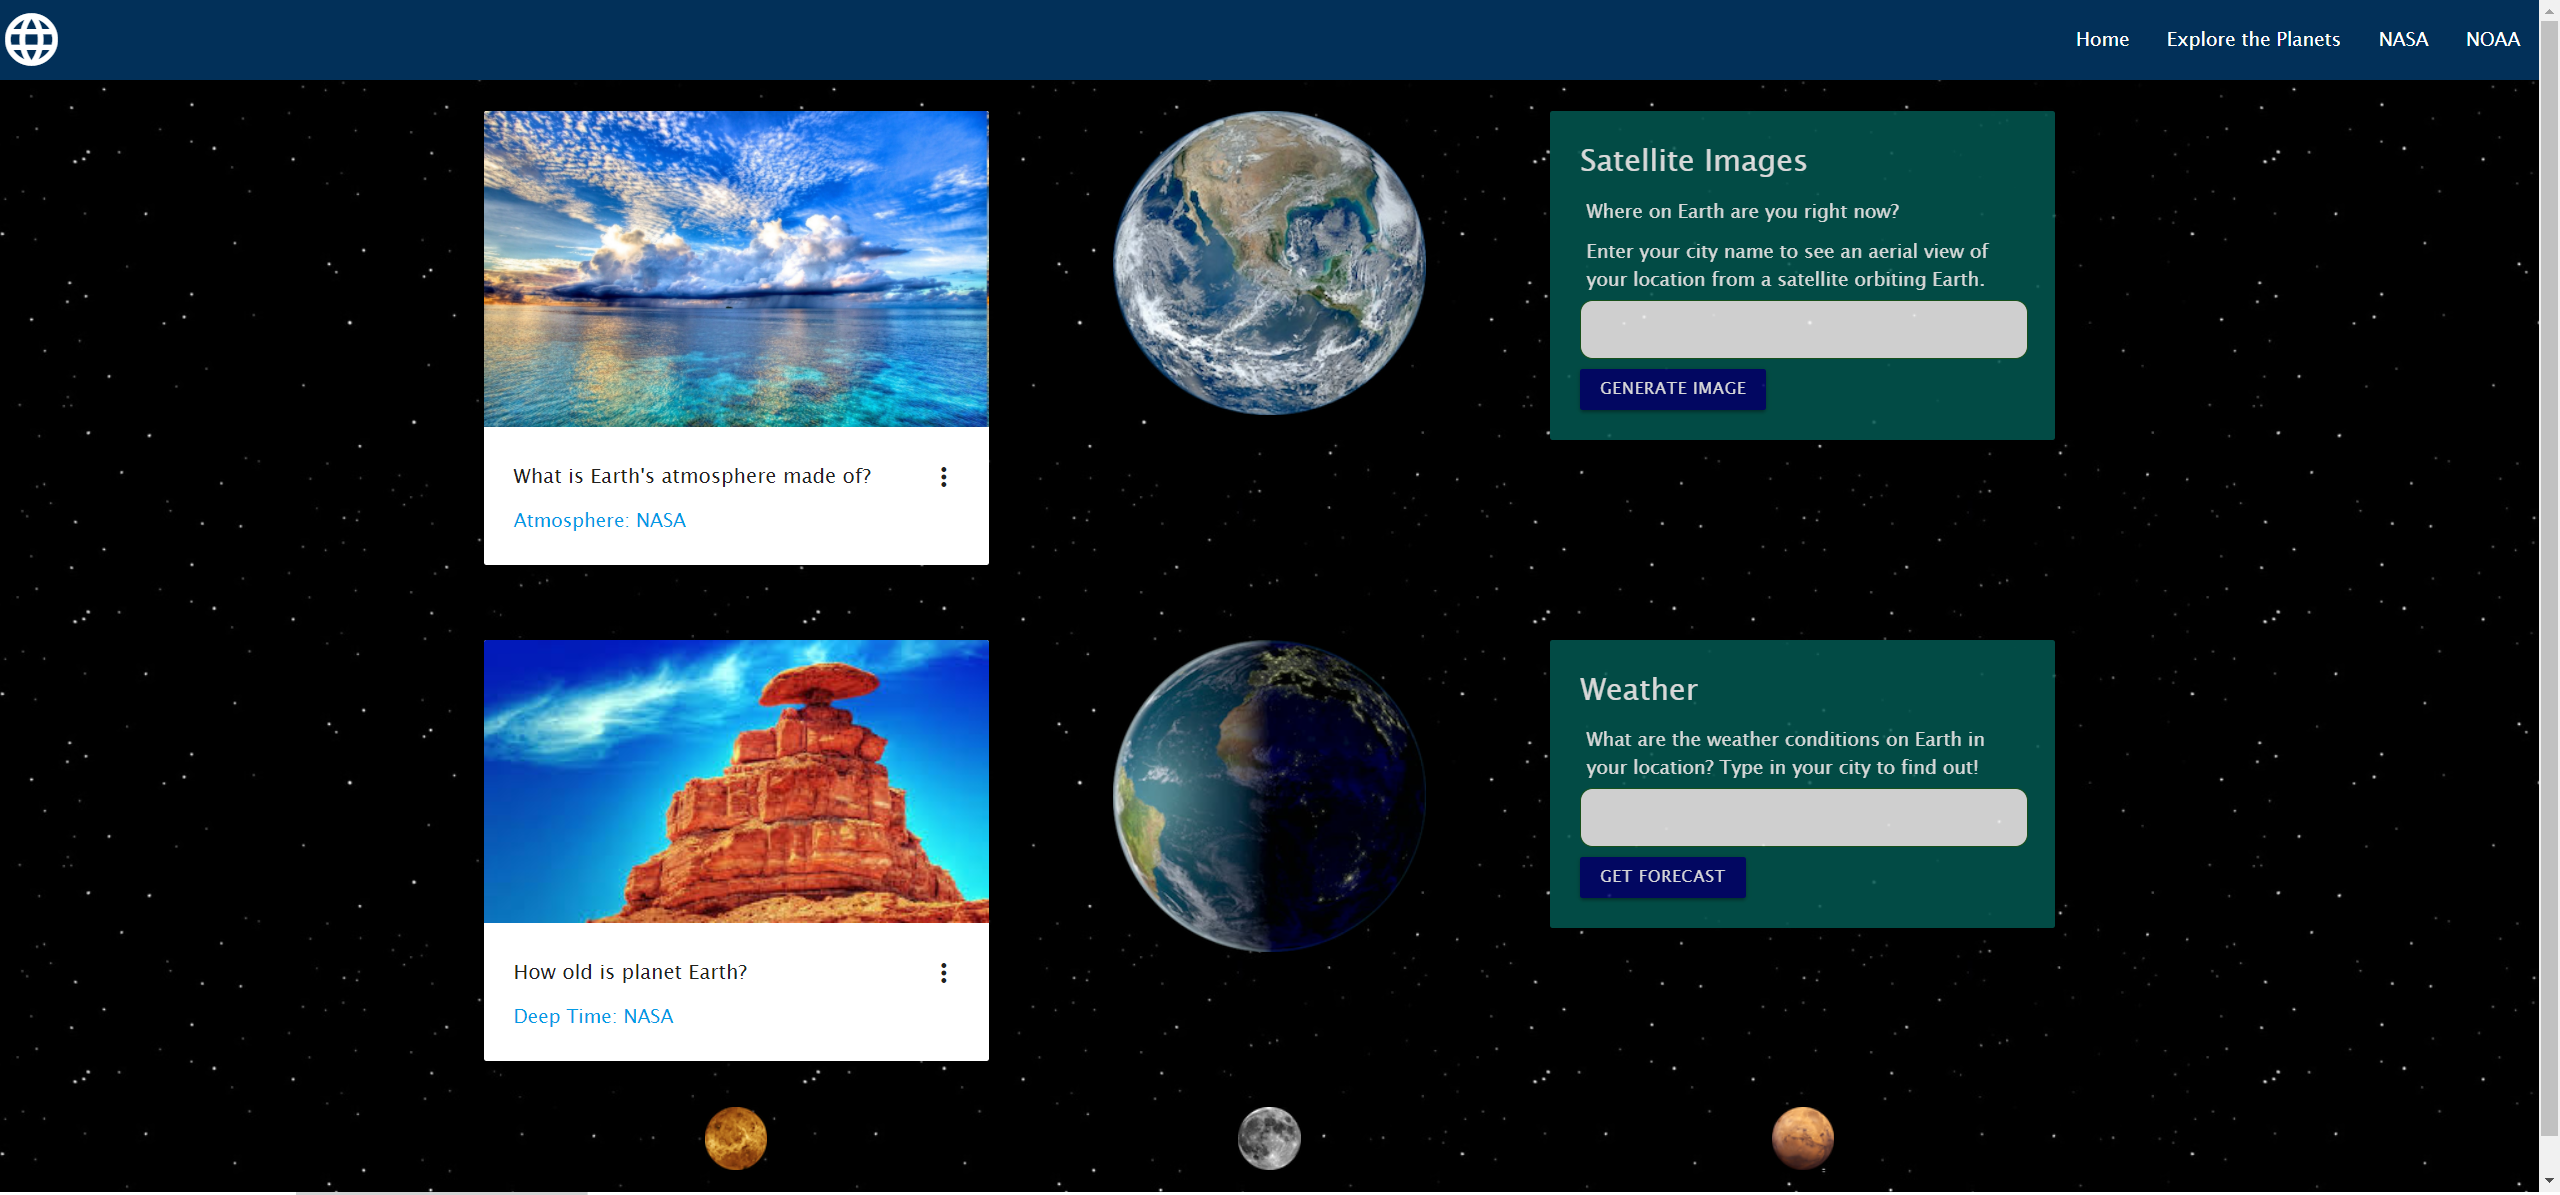 Home
Explore the Planets
NASA
NOAA
What is Earth's atmosphere made of?
Atmosphere: NASA
Satellite Images
Where on Earth are you right now?
Enter your city name to see an aerial view of
your location from a satellite orbiting Earth.
GENERATE IMAGE
How old is planet Earth?
Deep Time: NASA
Weather
What are the weather conditions on Earth in
your location? Type in your city to find out!
GET FORECAST